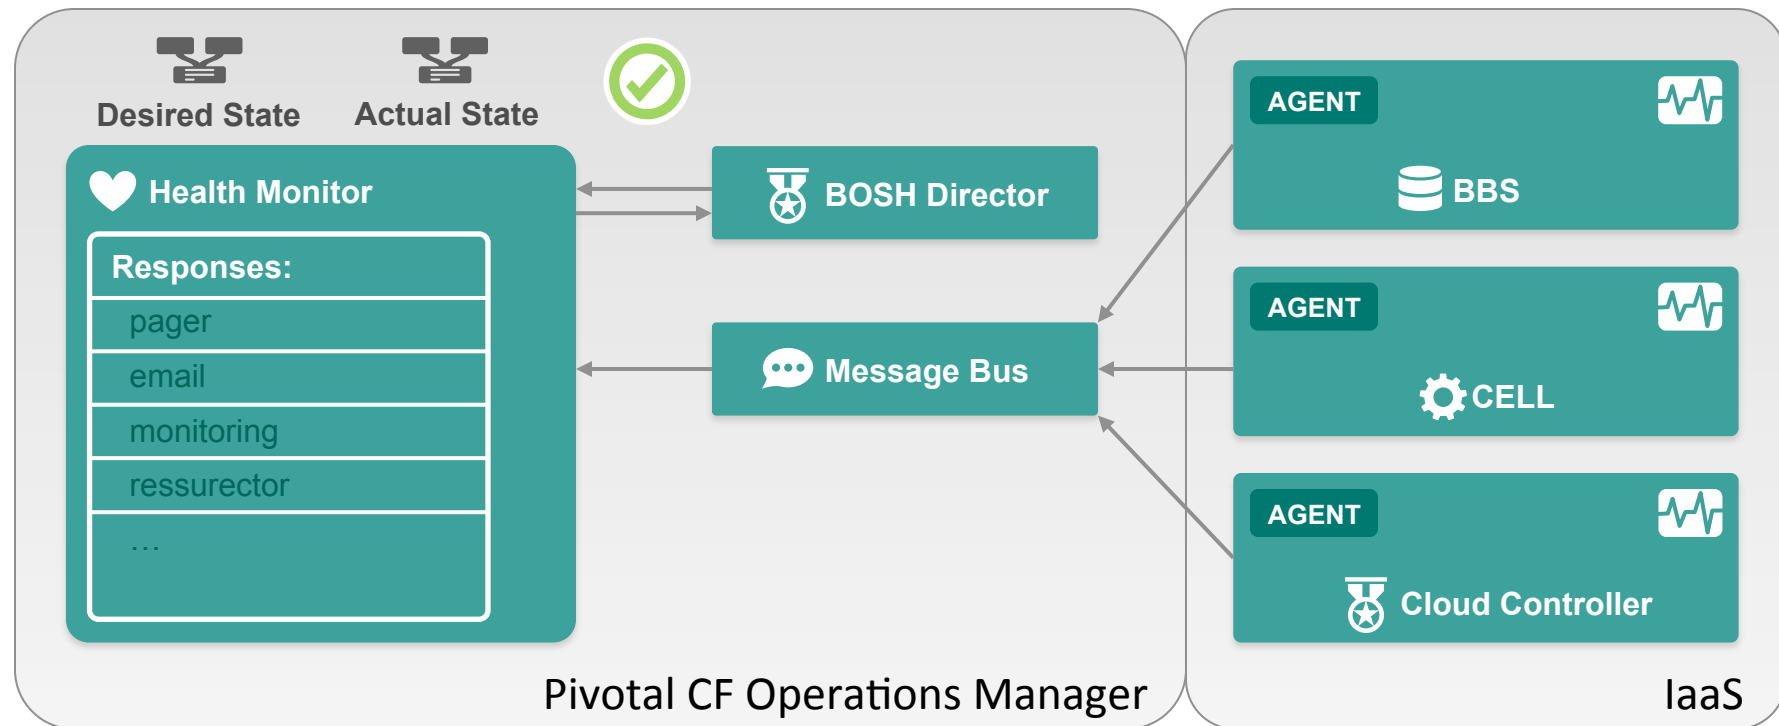 Desired State
Actual State
Health Monitor
Responses:
pager
email
monitoring
ressurector
...
BOSH Director
Message Bus
Pivotal CF Operations Manager
AGENT
BBS
AGENT
CELL
AGENT
Cloud Controller
IaaS